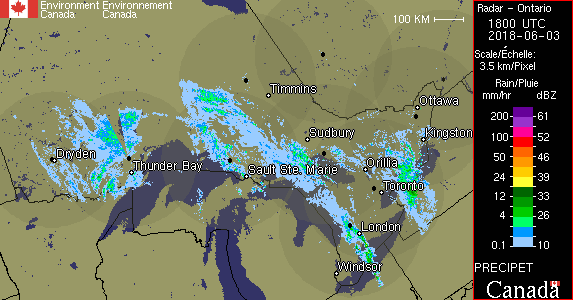 Environment Environnement
Canada Canada
100 KM
Timmins
Ottawa
Sudbury
Kingston
Dryden
Thunder Bay
Sault Ste. Marie
Orillia
Toronto
London
Windsor
Radar - Ontario
1800 UTC
2018-06-03
Scale/Échelle:
3.5 km/Pixel
Rain/Pluie
mm/hr dBZ
200 61
100 52
50 46
24 39
12 33
4 26
0.1 10
PRECIPET
Canada